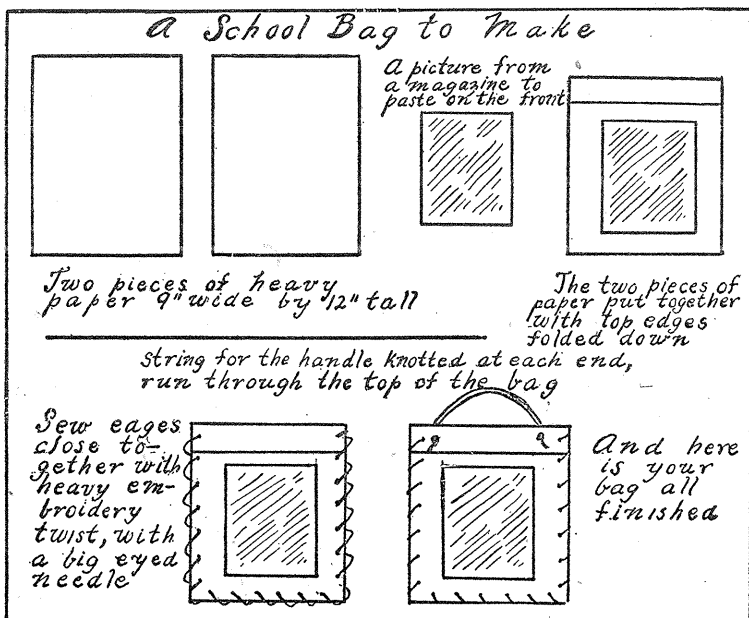 A School Bag to Make
A picture from
a magazine to
paste on the front
Two pieces of heavy
paper 9" wide by 12" tall
The two pieces of
paper put together
with top edges
folded down
String for the handle knotted at each end,
run through the top of the bag
Sew edges
close to-
gether with
heavy em-
broidery
twist, with
a big eyed
needle
And here
is your
bag all
finished